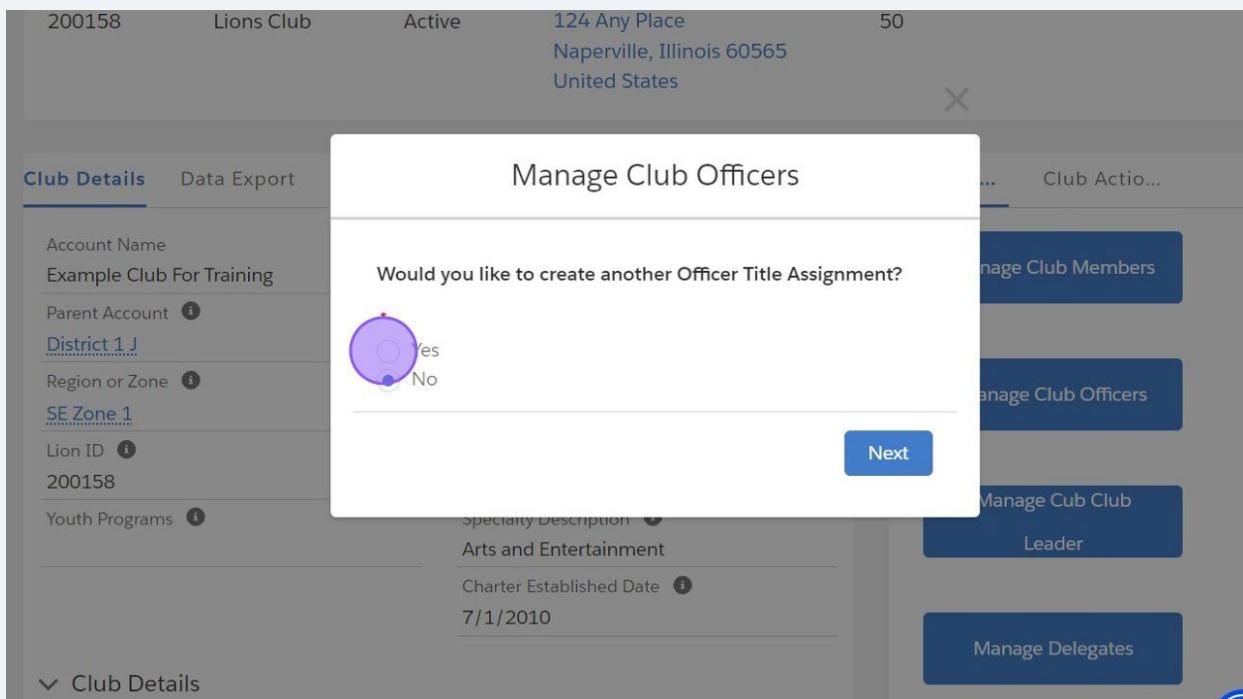 200158 Lions Club Active 124 Any Place 50
Naperville, Illinois 60565
United States
Manage Club Officers
Club Details Data Export ... Club Actio...
Account Name
Example Club For Training
Would you like to create another Officer Title Assignment?
nage Club Members
Parent Account
District 1 J
*
Yes
No
Region or Zone
SE Zone 1
anage Club Officers
Lion ID
200158
Next
Youth Programs
Specialty Description
Arts and Entertainment
Manage Cub Club
Leader
Charter Established Date
7/1/2010
Manage Delegates
Club Details